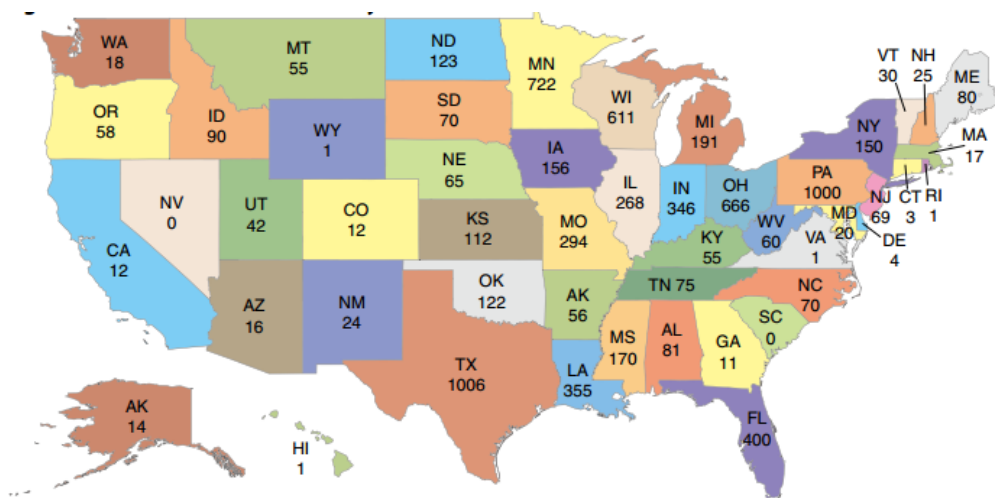 WA
18
MT
55
ND
123
MN
722
VT
30
NH
25
ME
80
OR
58
ID
90
SD
70
WI
611
MI
191
NY
150
MA
17
WY
1
IA
156
NE
65
PA
1000
NV
0
UT
42
CO
12
IL
268
IN
346
OH
666
NJ
69
CT
3
RI
1
MD
20
DE
4
KS
112
MO
294
WV
60
VA
1
KY
55
CA
12
AZ
16
NM
24
OK
122
AK
56
TN 75
NC
70
SC
0
MS
170
AL
81
GA
11
TX
1006
LA
355
FL
400
AK
14
HI
1